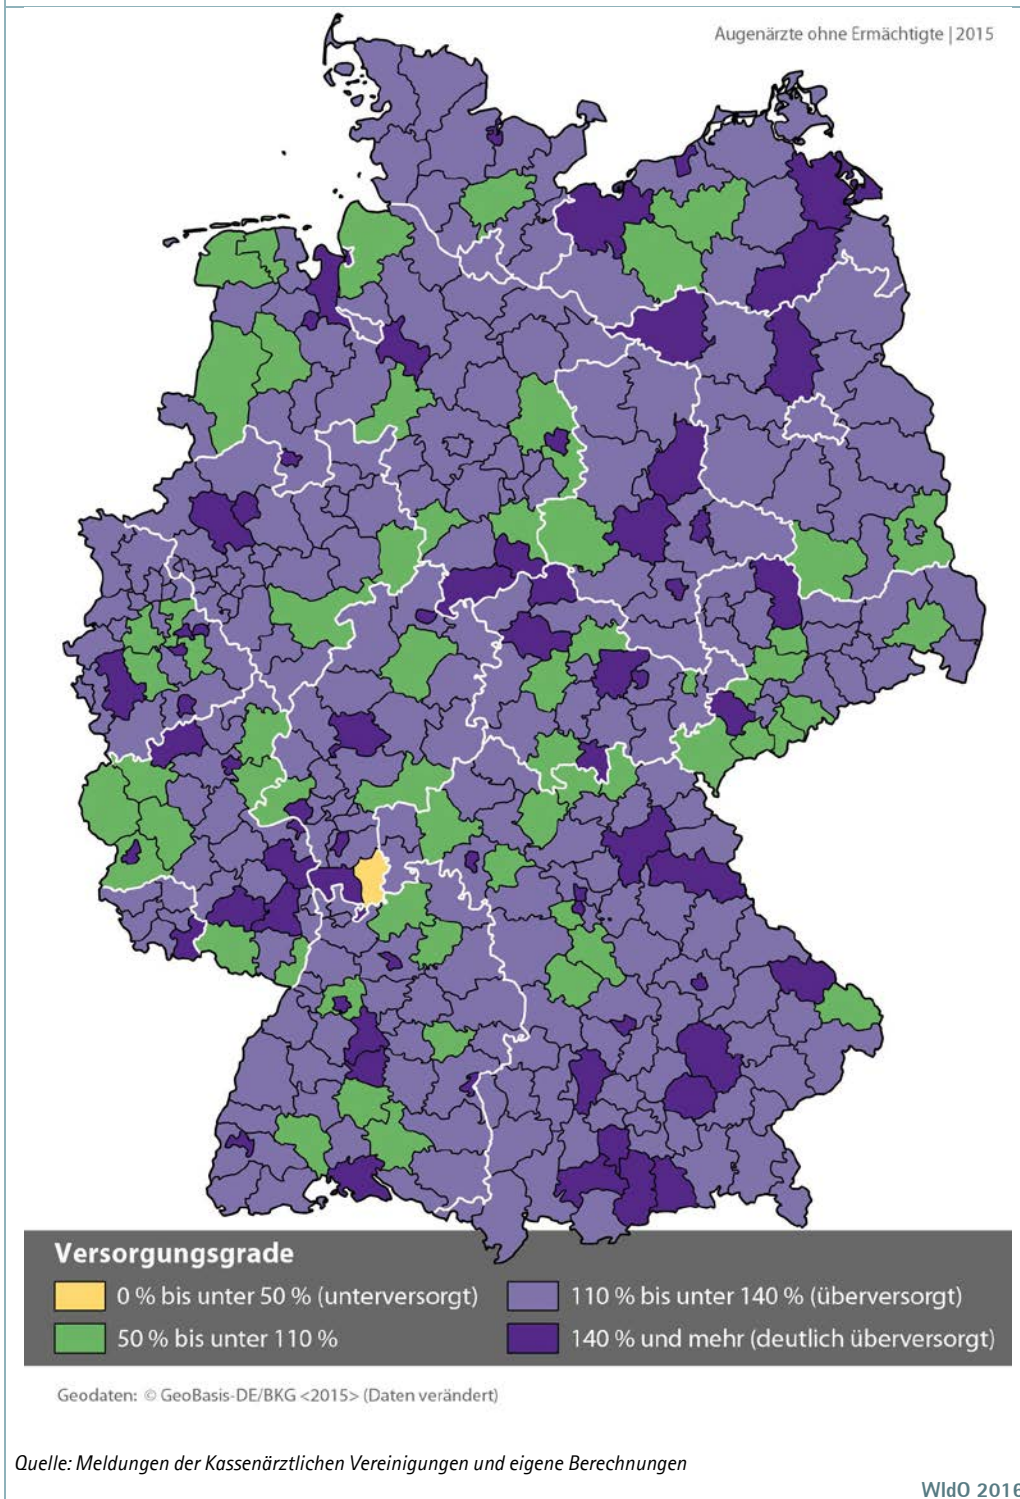 Augenärzte ohne Ermächtigte | 2015
Versorgungsgrade
0 % bis unter 50 % (unterversorgt)
110 % bis unter 140 % (überversorgt)
50 % bis unter 110 %
140 % und mehr (deutlich überversorgt)
Geodaten: © GeoBasis-DE/BKG <2015> (Daten verändert)
Quelle: Meldungen der Kassenärztlichen Vereinigungen und eigene Berechnungen
WIdO 2016